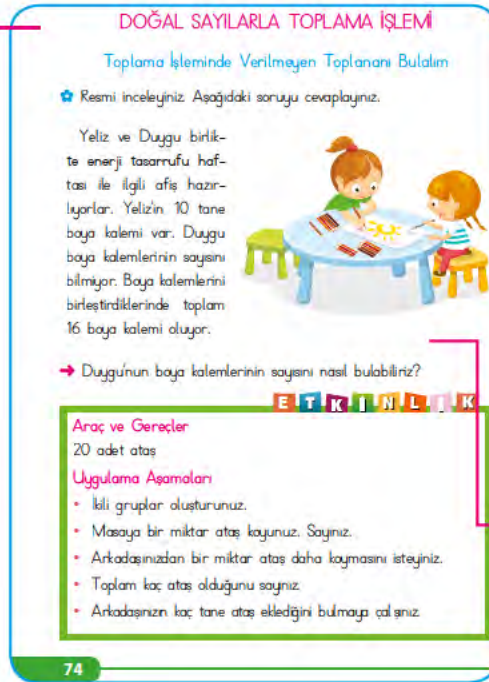 DOĞAL SAYILARLA TOPLAMA İŞLEMİ
Toplama İşleminde Verilmeyen Toplananı Bulalım
Resmi inceleyiniz. Aşağıdaki soruyu cevaplayınız.
Yeliz ve Duygu birlik-
te enerji tasarrufu haf-
tası ile ilgili afiş hazır-
lıyorlar. Yeliz'in 10 tane
boya kalemi var. Duygu
boya kalemlerinin sayısını
bilmiyor. Boya kalemlerini
birleştirdiklerinde toplam
16 boya kalemi oluyor.
Duygu'nun boya kalemlerinin sayısını nasıl bulabiliriz?
ETKİNLİK
Araç ve Gereçler
20 adet ataş
Uygulama Aşamaları
• İkili gruplar oluşturunuz.
• Masaya bir miktar ataş koyunuz. Sayınız.
• Arkadaşınızdan bir miktar ataş daha koymasını isteyiniz.
• Toplam kaç ataş olduğunu sayınız
• Arkadaşınızın kaç tane ataş eklediğini bulmaya çalışınız
74